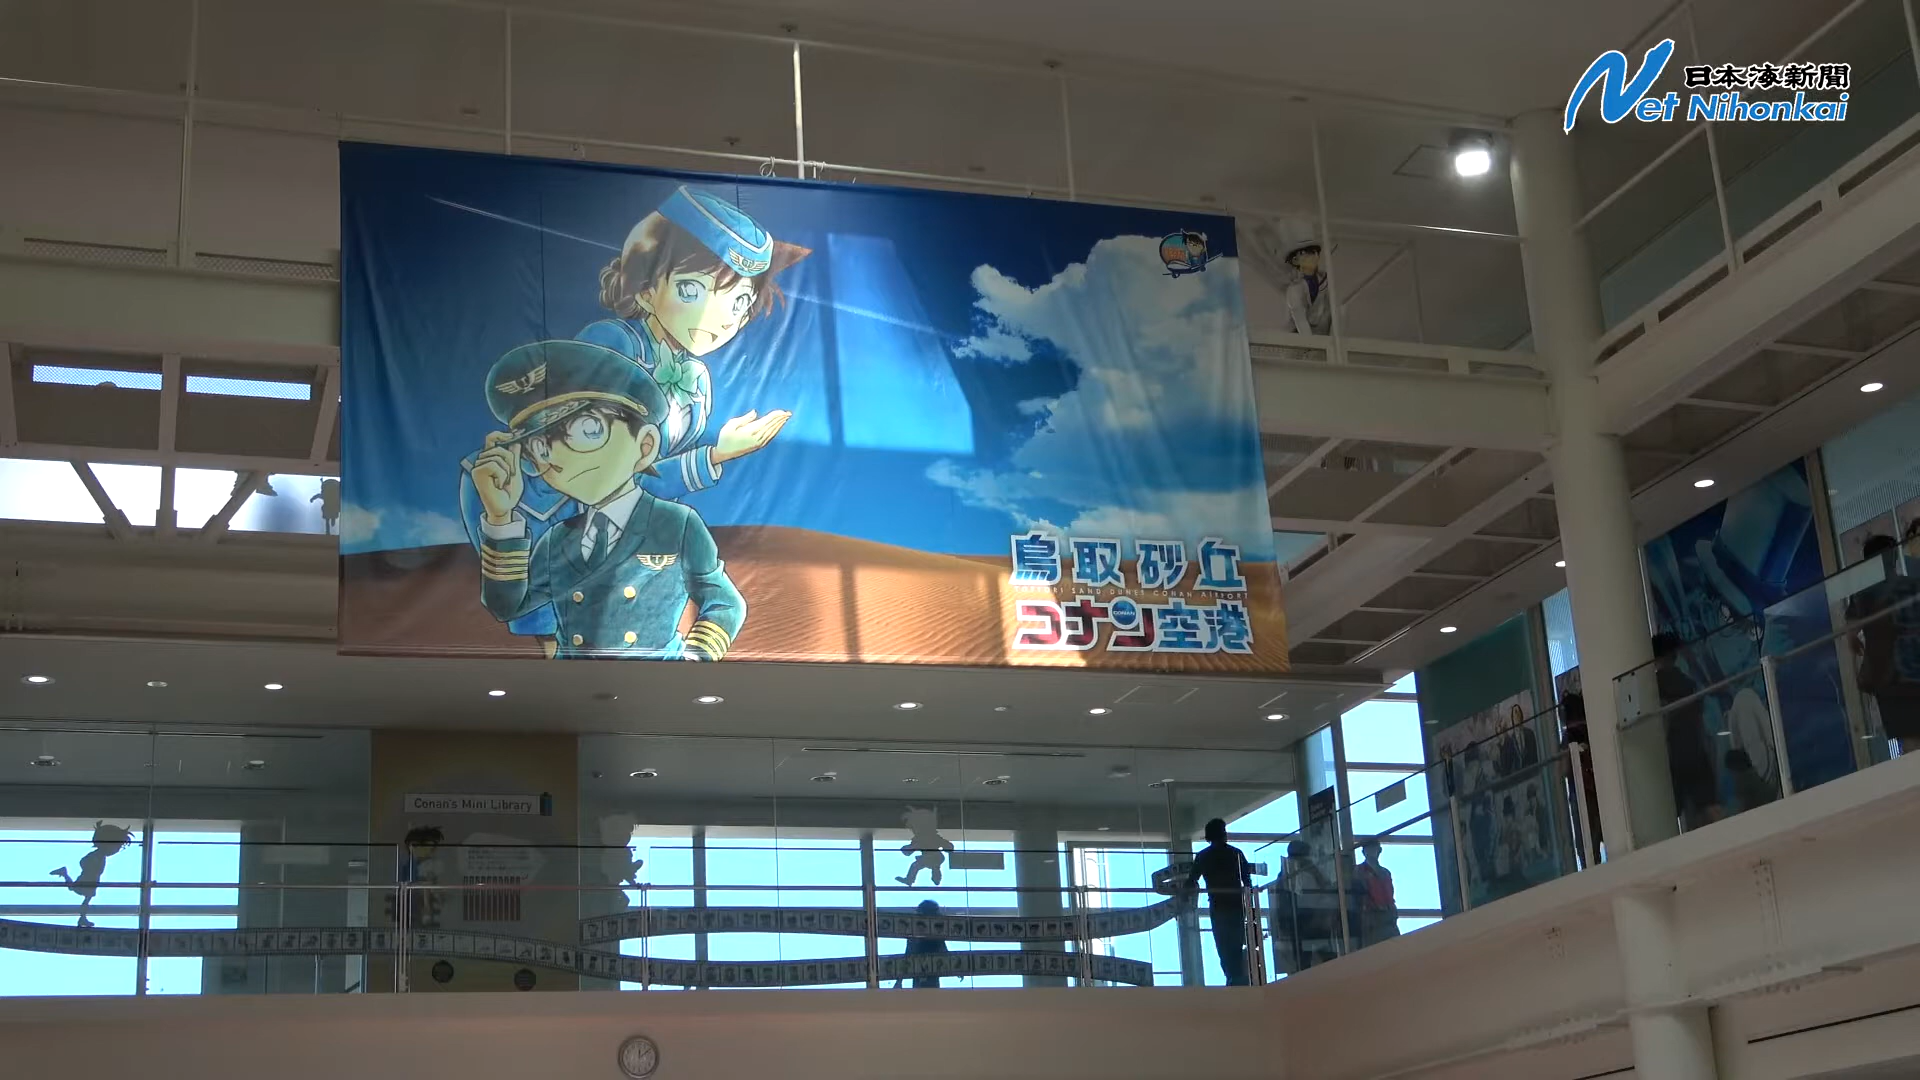 日本海新聞
Net Nihonkai
鳥取砂丘
TOTTORI SAND DUNES CONAN AIRPORT
コナン空港
CONAN
Conan's Mini Library